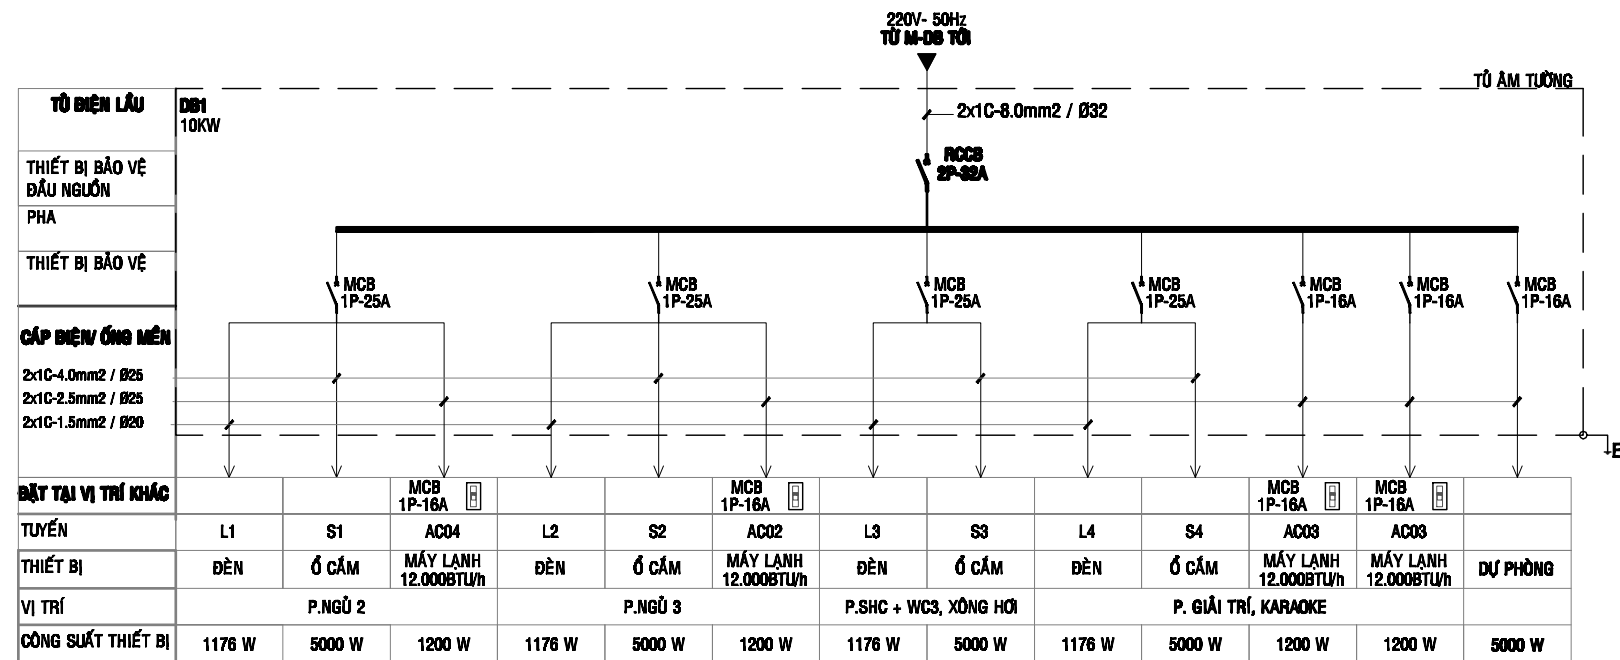 220V- 50Hz
TỪ M-DB TỚI
TỦ ÂM TƯỜNG
TỦ ĐIỆN LẦU
DB1
10KW
2x1C-8.0mm2 / Ø32
THIẾT BỊ BẢO VỆ
ĐẦU NGUỒN
RCCB
2P-32A
PHA
THIẾT BỊ BẢO VỆ
MCB
1P-25A
MCB
1P-25A
MCB
1P-25A
MCB
1P-25A
MCB
1P-16A
MCB
1P-16A
MCB
1P-16A
CÁP ĐIỆN/ ỐNG MỀN
2x1C-4.0mm2 / Ø25
2x1C-2.5mm2 / Ø25
2x1C-1.5mm2 / Ø20
E
ĐẶT TẠI VỊ TRÍ KHÁC
MCB
1P-16A
MCB
1P-16A
MCB
1P-16A
MCB
1P-16A
TUYẾN L1 S1 AC04 L2 S2 AC02 L3 S3 L4 S4 AC03 AC03
THIẾT BỊ ĐÈN Ổ CẮM MÁY LẠNH 12.000BTU/h ĐÈN Ổ CẮM MÁY LẠNH 12.000BTU/h ĐÈN Ổ CẮM ĐÈN Ổ CẮM MÁY LẠNH 12.000BTU/h MÁY LẠNH 12.000BTU/h DỰ PHÒNG
VỊ TRÍ P.NGỦ 2 P.NGỦ 3 P.SHC + WC3, XÔNG HƠI P. GIẢI TRÍ, KARAOKE
CÔNG SUẤT THIẾT BỊ 1176 W 5000 W 1200 W 1176 W 5000 W 1200 W 1176 W 5000 W 1176 W 5000 W 1200 W 1200 W 5000 W